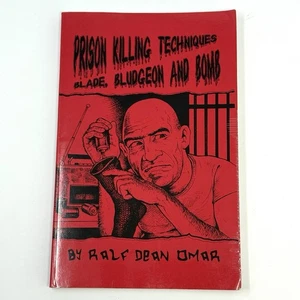 PRISON KILLING TECHNIQUES
BLADE, BLUDGEON AND BOMB
BY RALF DEAN OMAR